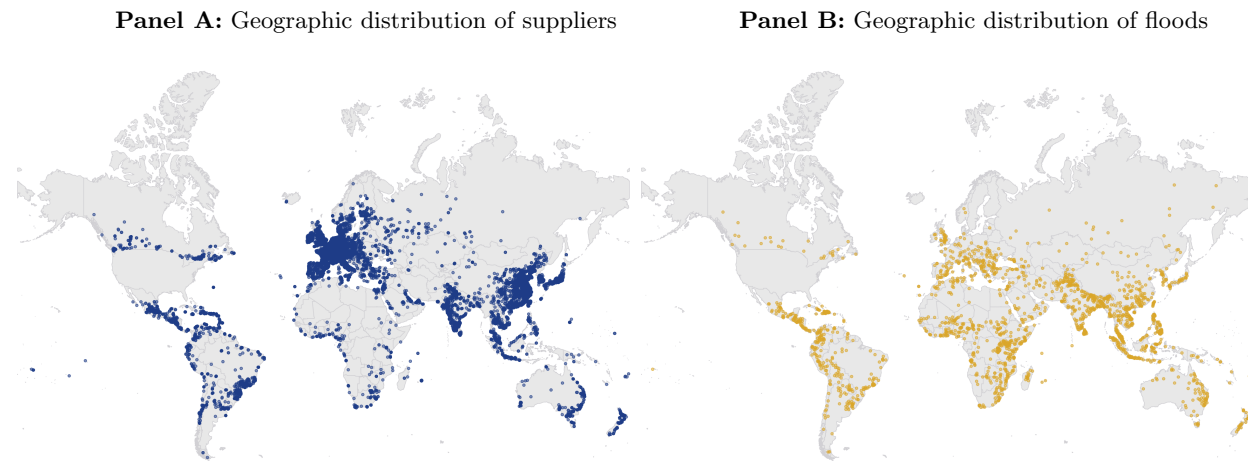 Panel A: Geographic distribution of suppliers
Panel B: Geographic distribution of floods